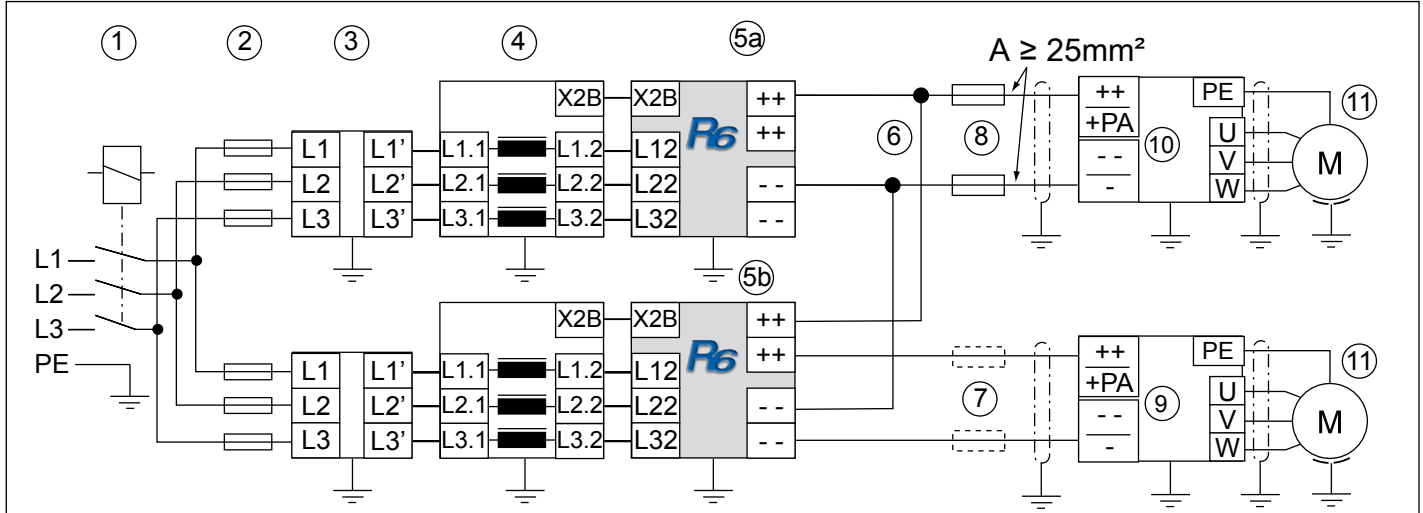 1 2 3 4 5a
A ≥ 25mm²
X2B X2B ++ ++ PE 11
++ +PA
R6
6 8 10
L1 L1’ L1.1 L1.2 L12 U
L2 L2’ L2.1 L2.2 L22 - - - - V M
L3 L3’ L3.1 L3.2 L32 - - - W
L1
L2
L3
PE
5b
X2B X2B ++ ++ PE 11
++ +PA
R6
7 9
L1 L1’ L1.1 L1.2 L12 U
L2 L2’ L2.1 L2.2 L22 - - - - V M
L3 L3’ L3.1 L3.2 L32 - - - W